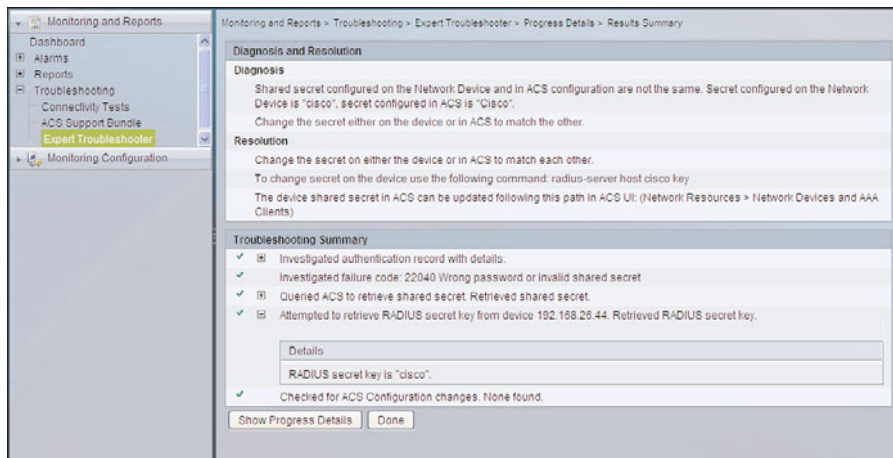 Monitoring and Reports
Dashboard
Alarms
Reports
Troubleshooting
Connectivity Tests
ACS Support Bundle
Expert Troubleshooter
Monitoring Configuration
Monitoring and Reports > Troubleshooting > Expert Troubleshooter > Progress Details > Results Summary
Diagnosis and Resolution
Diagnosis
Shared secret configured on the Network Device and in ACS configuration are not the same. Secret configured on the Network
Device is "cisco", secret configured in ACS is "Cisco".
Change the secret either on the device or in ACS to match the other.
Resolution
Change the secret on either the device or in ACS to match each other.
To change secret on the device use the following command: radius-server host cisco key
The device shared secret in ACS can be updated following this path in ACS UI: (Network Resources > Network Devices and AAA
Clients)
Troubleshooting Summary
Investigated authentication record with details:
Investigated failure code: 22040 Wrong password or invalid shared secret
Queried ACS to retrieve shared secret. Retrieved shared secret.
Attempted to retrieve RADIUS secret key from device 192.168.26.44. Retrieved RADIUS secret key.
Details
RADIUS secret key is "cisco".
Checked for ACS Configuration changes. None found.
Show Progress Details
Done